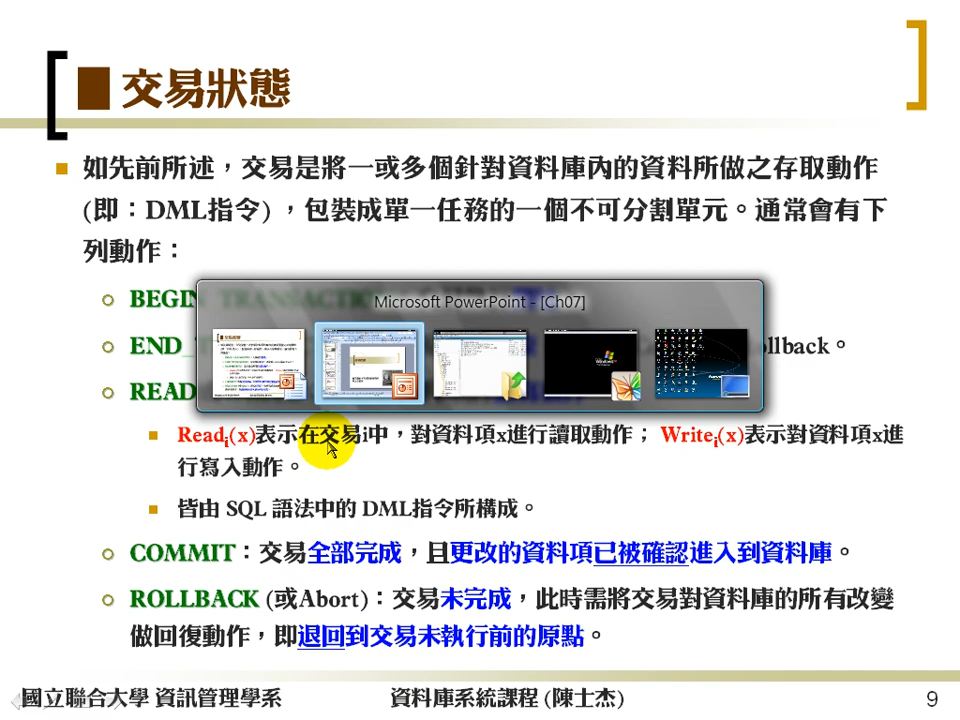 交易狀態
如先前所述，交易是將一或多個針對資料庫內的資料所做之存取動作
(即：DML指令) ，包裝成單一任務的一個不可分割單元。通常會有下
列動作：
BEGIN TRANSACTION
Microsoft PowerPoint - [Ch07]
END_ ollback。
READ
Readi(x)表示在交易i中，對資料項x進行讀取動作； Writei(x)表示對資料項x進
行寫入動作。
皆由 SQL 語法中的 DML指令所構成。
COMMIT：交易全部完成，且更改的資料項已被確認進入到資料庫。
ROLLBACK (或Abort)：交易未完成，此時需將交易對資料庫的所有改變
做回復動作，即退回到交易未執行前的原點。
國立聯合大學 資訊管理學系 資料庫系統課程 (陳士杰) 9